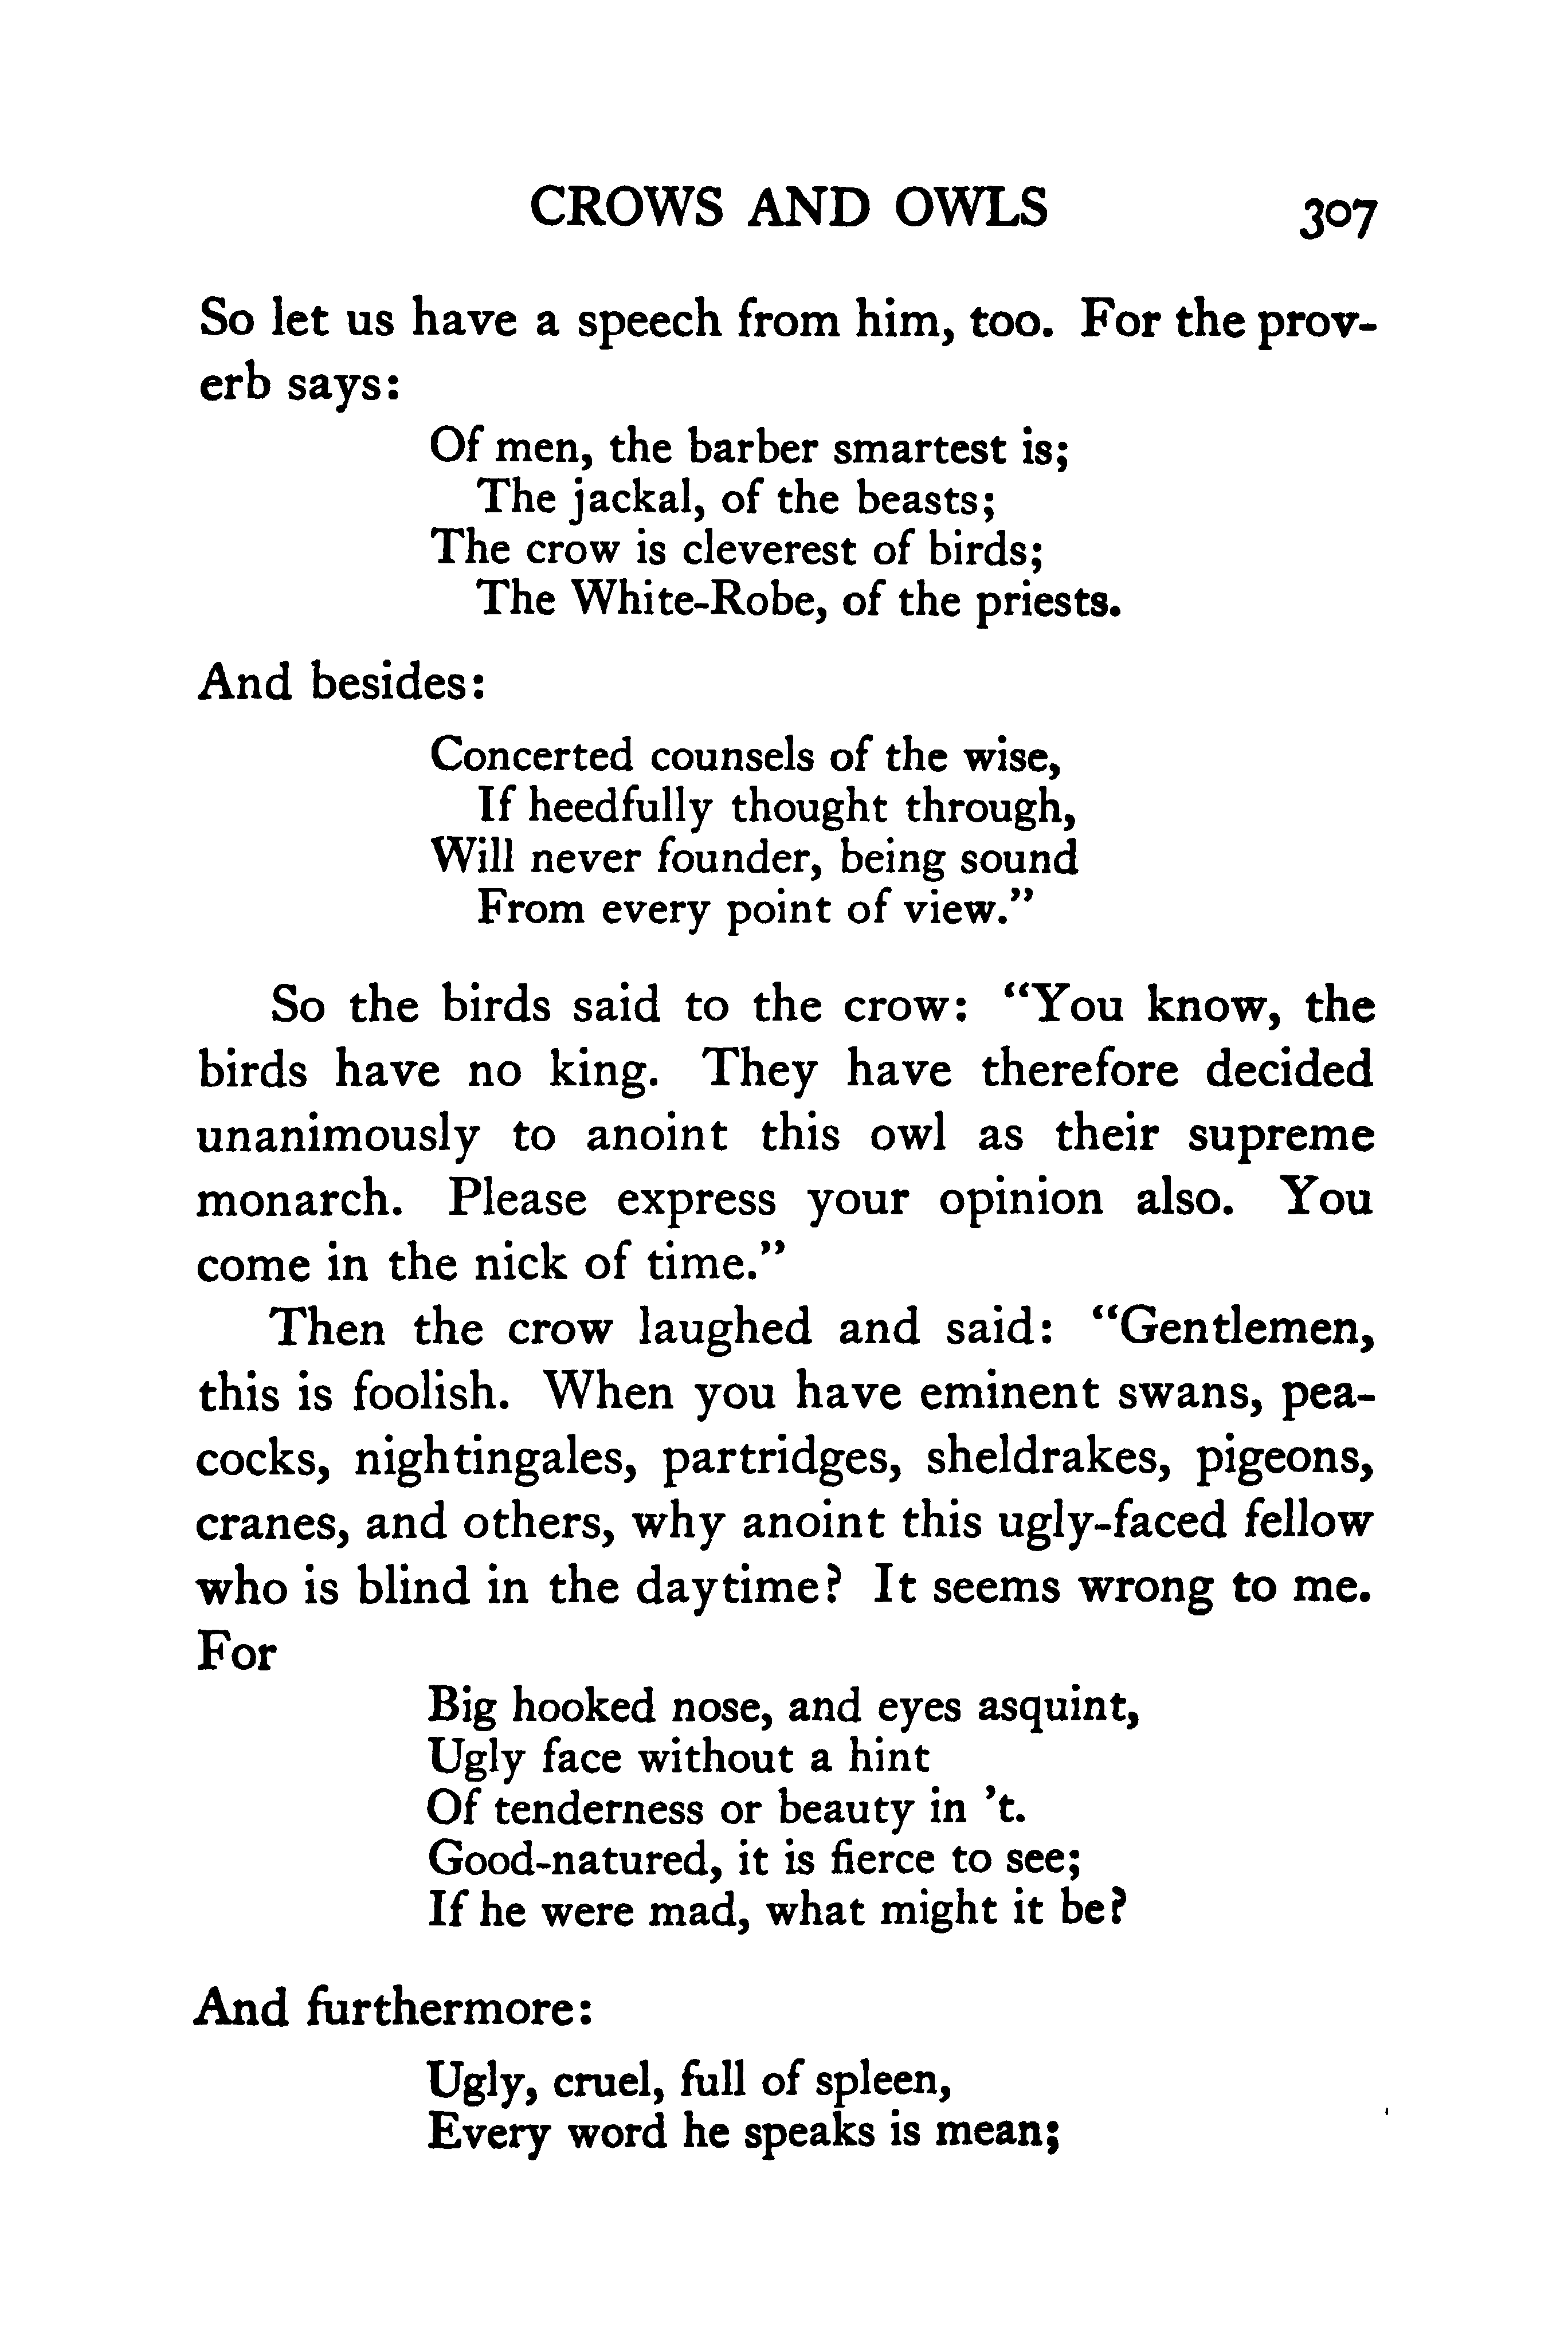 CROWS AND OWLS 307
So let us have a speech from him, too. For the prov-
erb says:
Of men, the barber smartest is;
The jackal, of the beasts;
The crow is cleverest of birds;
The White-Robe, of the priests.
And besides:
Concerted counsels of the wise,
If heedfully thought through,
Will never founder, being sound
From every point of view.”
So the birds said to the crow: “You know, the
birds have no king. They have therefore decided
unanimously to anoint this owl as their supreme
monarch. Please express your opinion also. You
come in the nick of time.”
Then the crow laughed and said: “Gentlemen,
this is foolish. When you have eminent swans, pea-
cocks, nightingales, partridges, sheldrakes, pigeons,
cranes, and others, why anoint this ugly-faced fellow
who is blind in the daytime? It seems wrong to me.
For
Big hooked nose, and eyes asquint,
Ugly face without a hint
Of tenderness or beauty in ’t.
Good-natured, it is fierce to see;
If he were mad, what might it be?
And furthermore:
Ugly, cruel, full of spleen,
Every word he speaks is mean;